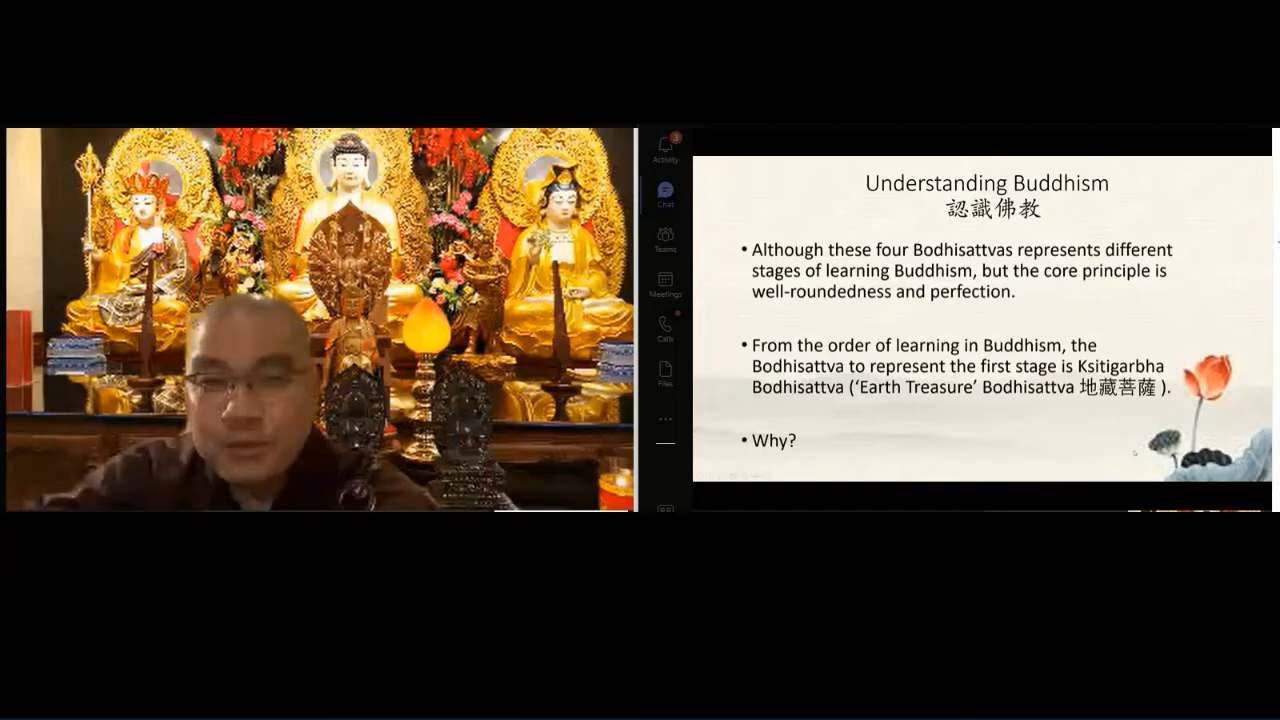 Activity
Chat
Teams
Meetings
Calls
Files
Understanding Buddhism
認識佛教
• Although these four Bodhisattvas represents different
stages of learning Buddhism, but the core principle is
well-roundedness and perfection.
• From the order of learning in Buddhism, the
Bodhisattva to represent the first stage is Ksitigarbha
Bodhisattva (‘Earth Treasure’ Bodhisattva 地藏菩薩 ).
• Why?